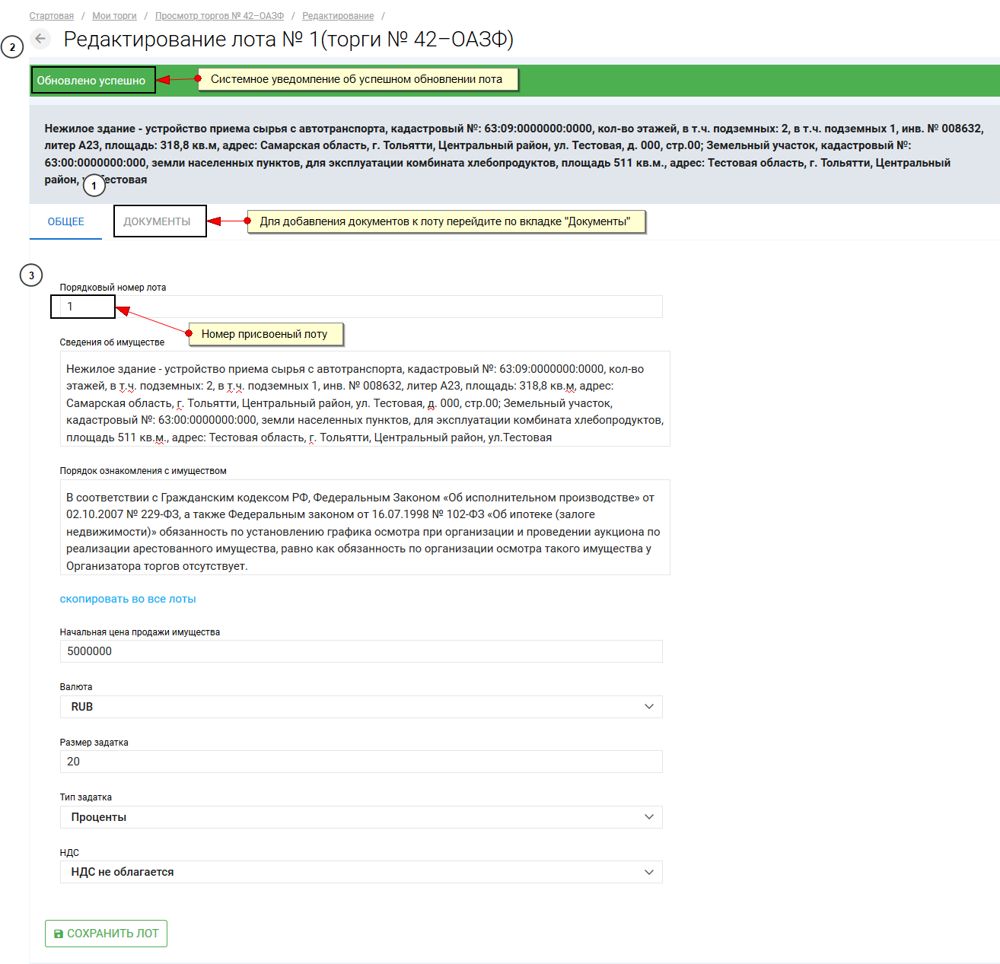 Стартовая / Мои торги / Просмотр торгов № 42–ОАЗФ / Редактирование /
2
Редактирование лота № 1(торги № 42–ОАЗФ)
Обновлено успешно
Системное уведомление об успешном обновлении лота
Нежилое здание - устройство приема сырья с автотранспорта, кадастровый №: 63:09:0000000:0000, кол-во этажей, в т.ч. подземных: 2, в т.ч. подземных 1, инв. № 008632,
литер А23, площадь: 318,8 кв.м, адрес: Самарская область, г. Тольятти, Центральный район, ул. Тестовая, д. 000, стр.00; Земельный участок, кадастровый №:
63:00:0000000:000, земли населенных пунктов, для эксплуатации комбината хлебопродуктов, площадь 511 кв.м., адрес: Тестовая область, г. Тольятти, Центральный
район, Тестовая
1
ОБЩЕЕ
ДОКУМЕНТЫ
Для добавления документов к лоту перейдите по вкладке "Документы"
3
Порядковый номер лота
1
Номер присвоеный лоту
Сведения об имуществе
Нежилое здание - устройство приема сырья с автотранспорта, кадастровый №: 63:09:0000000:0000, кол-во
этажей, в т.ч. подземных: 2, в т.ч. подземных 1, инв. № 008632, литер А23, площадь: 318,8 кв.м, адрес:
Самарская область, г. Тольятти, Центральный район, ул. Тестовая, д. 000, стр.00; Земельный участок,
кадастровый №: 63:00:0000000:000, земли населенных пунктов, для эксплуатации комбината хлебопродуктов,
площадь 511 кв.м., адрес: Тестовая область, г. Тольятти, Центральный район, ул.Тестовая
Порядок ознакомления с имуществом
В соответствии с Гражданским кодексом РФ, Федеральным Законом «Об исполнительном производстве» от
02.10.2007 № 229-ФЗ, а также Федеральным законом от 16.07.1998 № 102-ФЗ «Об ипотеке (залоге
недвижимости)» обязанность по установлению графика осмотра при организации и проведении аукциона по
реализации арестованного имущества, равно как обязанность по организации осмотра такого имущества у
Организатора торгов отсутствует.
скопировать во все лоты
Начальная цена продажи имущества
5000000
Валюта
RUB
Размер задатка
20
Тип задатка
Проценты
НДС
НДС не облагается
СОХРАНИТЬ ЛОТ